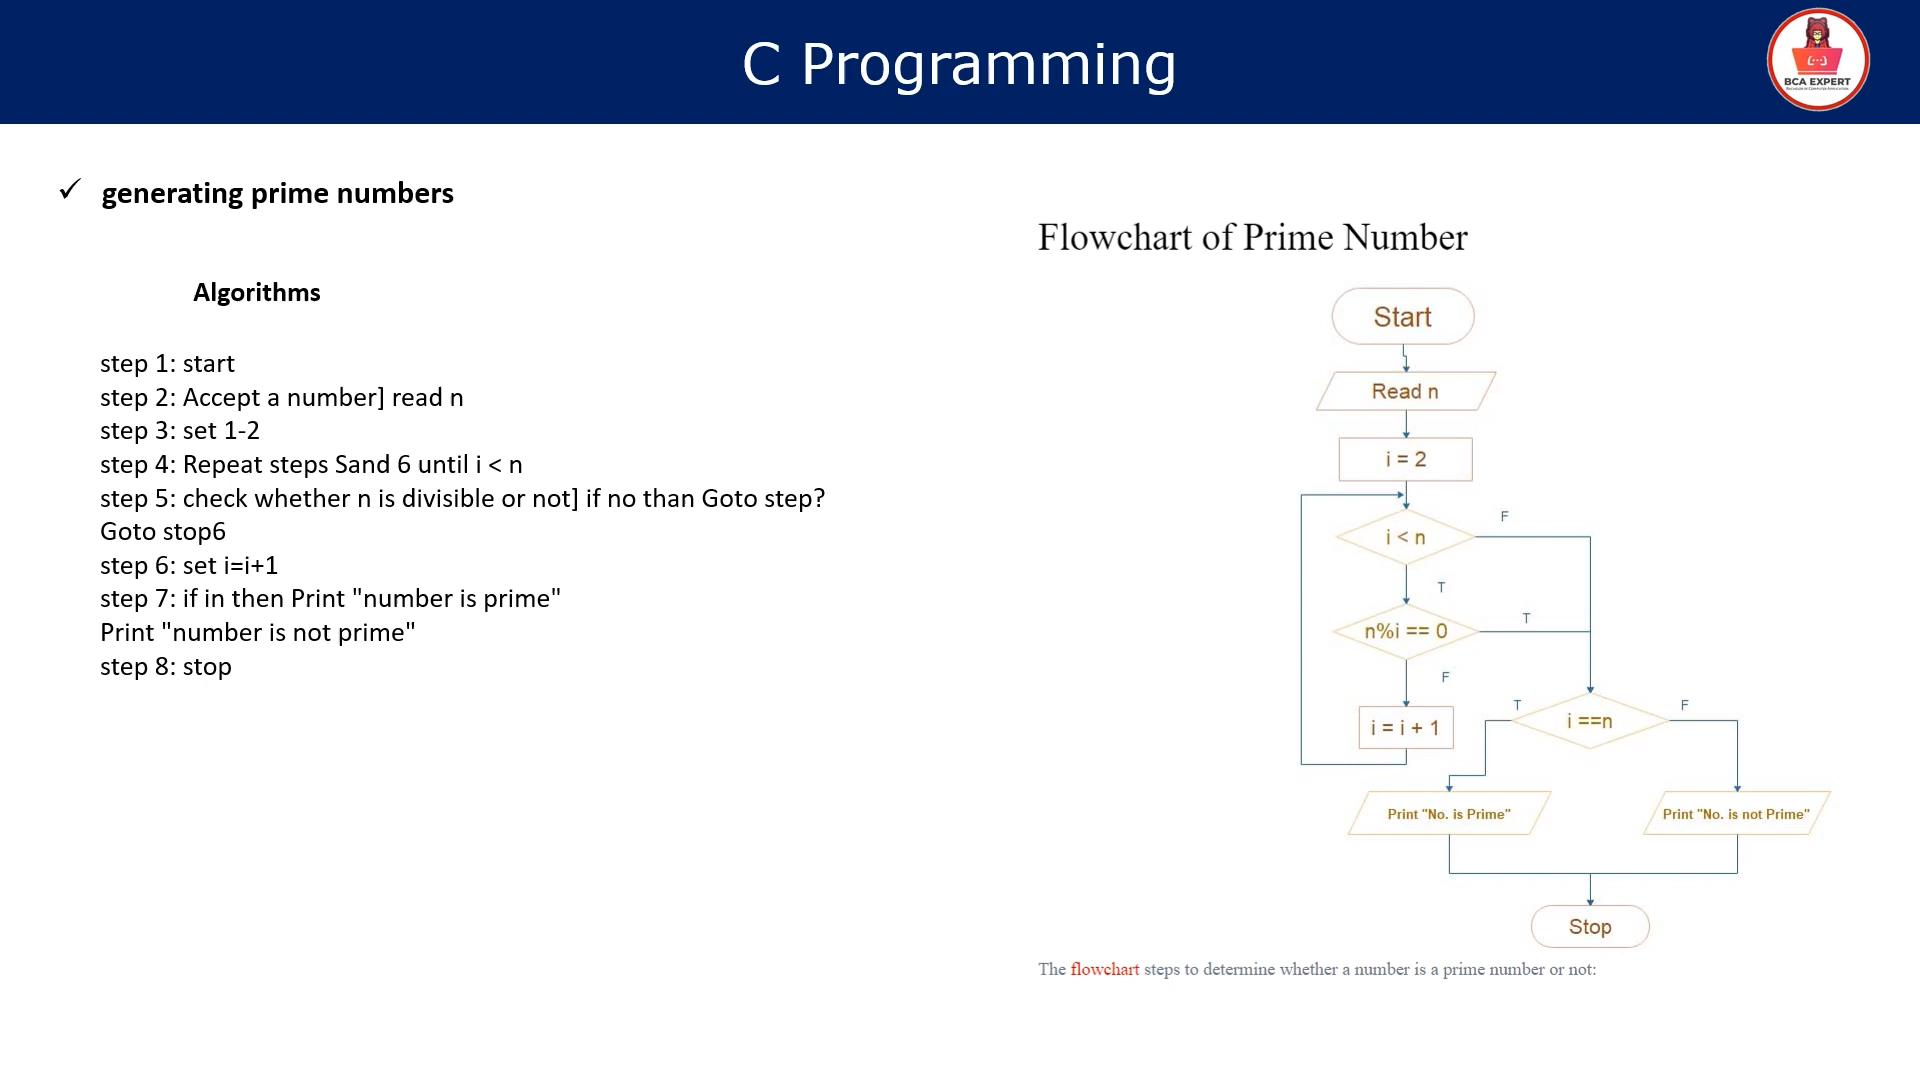 C Programming
BCA EXPERT
✓ generating prime numbers
Algorithms
step 1: start
step 2: Accept a number] read n
step 3: set 1-2
step 4: Repeat steps Sand 6 until i < n
step 5: check whether n is divisible or not] if no than Goto step?
Goto stop6
step 6: set i=i+1
step 7: if in then Print "number is prime"
Print "number is not prime"
step 8: stop
Flowchart of Prime Number
Start
Read n
i = 2
i < n
F
T
n%i == 0
T
F
i = i + 1
T
i ==n
F
Print "No. is Prime"
Print "No. is not Prime"
Stop
The flowchart steps to determine whether a number is a prime number or not: